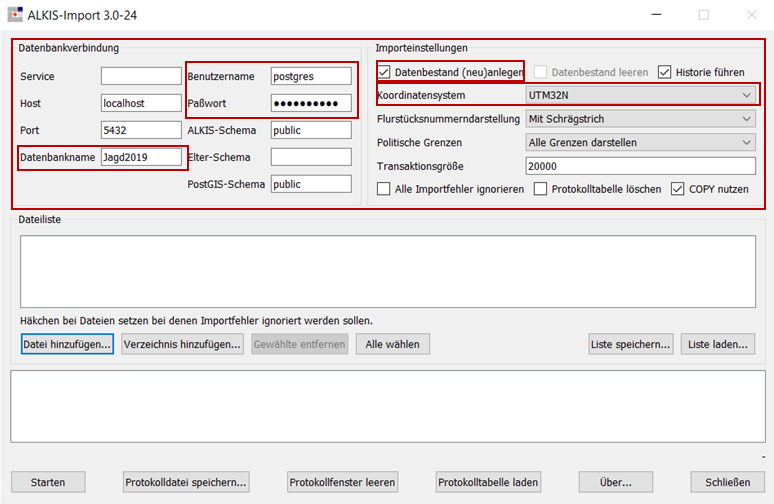 ALKIS-Import 3.0-24
Datenbankverbindung
Service
Benutzername postgres
Host localhost
Paßwort ●●●●●●●●●●
Port 5432
ALKIS-Schema public
Datenbankname Jagd2019
Elter-Schema
PostGIS-Schema public
Importeinstellungen
Datenbestand (neu)anlegen Datenbestand leeren Historie führen
Koordinatensystem UTM32N
Flurstücksnummerndarstellung Mit Schrägstrich
Politische Grenzen Alle Grenzen darstellen
Transaktionsgröße 20000
Alle Importfehler ignorieren Protokolltabelle löschen COPY nutzen
Dateiliste
Häkchen bei Dateien setzen bei denen Importfehler ignoriert werden sollen.
Datei hinzufügen... Verzeichnis hinzufügen... Gewählte entfernen Alle wählen Liste speichern... Liste laden...
-
Starten Protokolldatei speichern... Protokollfenster leeren Protokolltabelle laden Über... Schließen